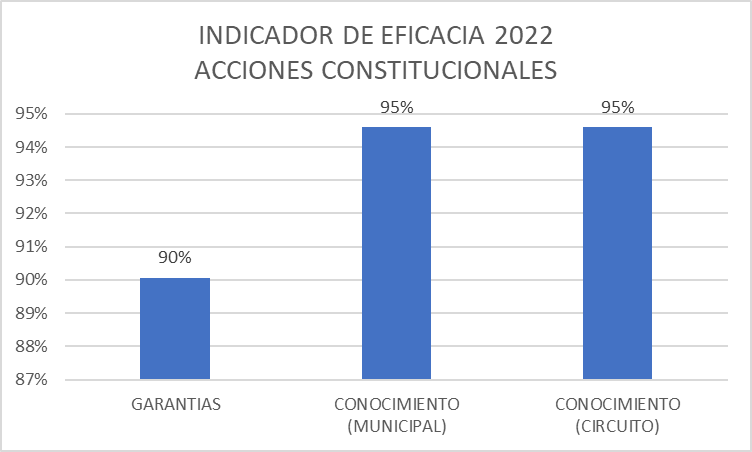 INDICADOR DE EFICACIA 2022
ACCIONES CONSTITUCIONALES
95%
94%
93%
92%
91%
90%
89%
88%
87%
90%
95%
95%
GARANTIAS
CONOCIMIENTO
(MUNICIPAL)
CONOCIMIENTO
(CIRCUITO)